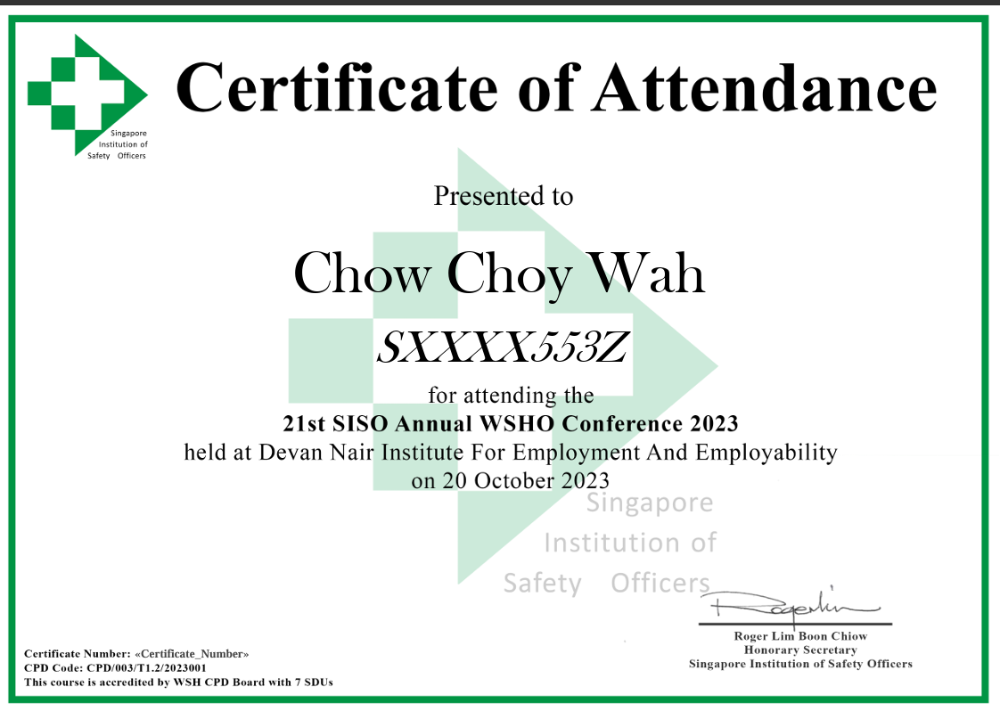 Certificate of Attendance
Singapore
Institution of
Safety Officers
Presented to
Chow Choy Wah
SXXXX553Z
for attending the
21st SISO Annual WSHO Conference 2023
held at Devan Nair Institute For Employment And Employability
on 20 October 2023
Singapore
Institution of
Safety Officers
Rogerlim
Roger Lim Boon Chiow
Honorary Secretary
Singapore Institution of Safety Officers
Certificate Number: «Certificate_Number»
CPD Code: CPD/003/T1.2/2023001
This course is accredited by WSH CPD Board with 7 SDUs